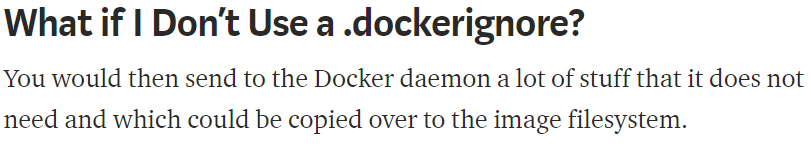 What if I Don’t Use a .dockerignore?
You would then send to the Docker daemon a lot of stuff that it does not
need and which could be copied over to the image filesystem.